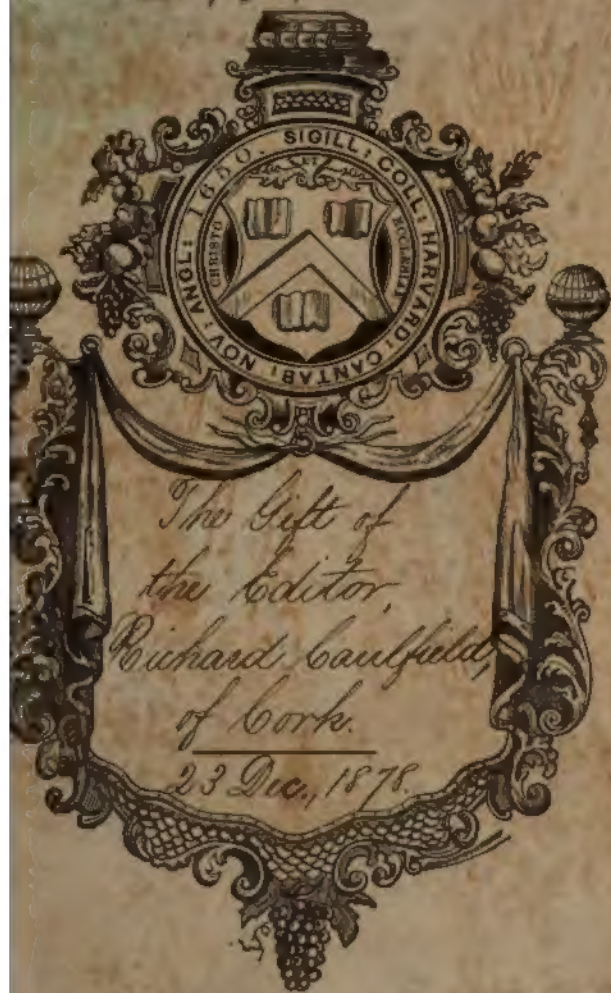 SIGILL: COLL: HARVARD: CANTAB: NOV: ANGL: 1650.
ET
CHRISTO
ECCLESIAE
The Gift of
the Editor,
Richard Caulfield,
of Cork.
23 Dec., 1878.